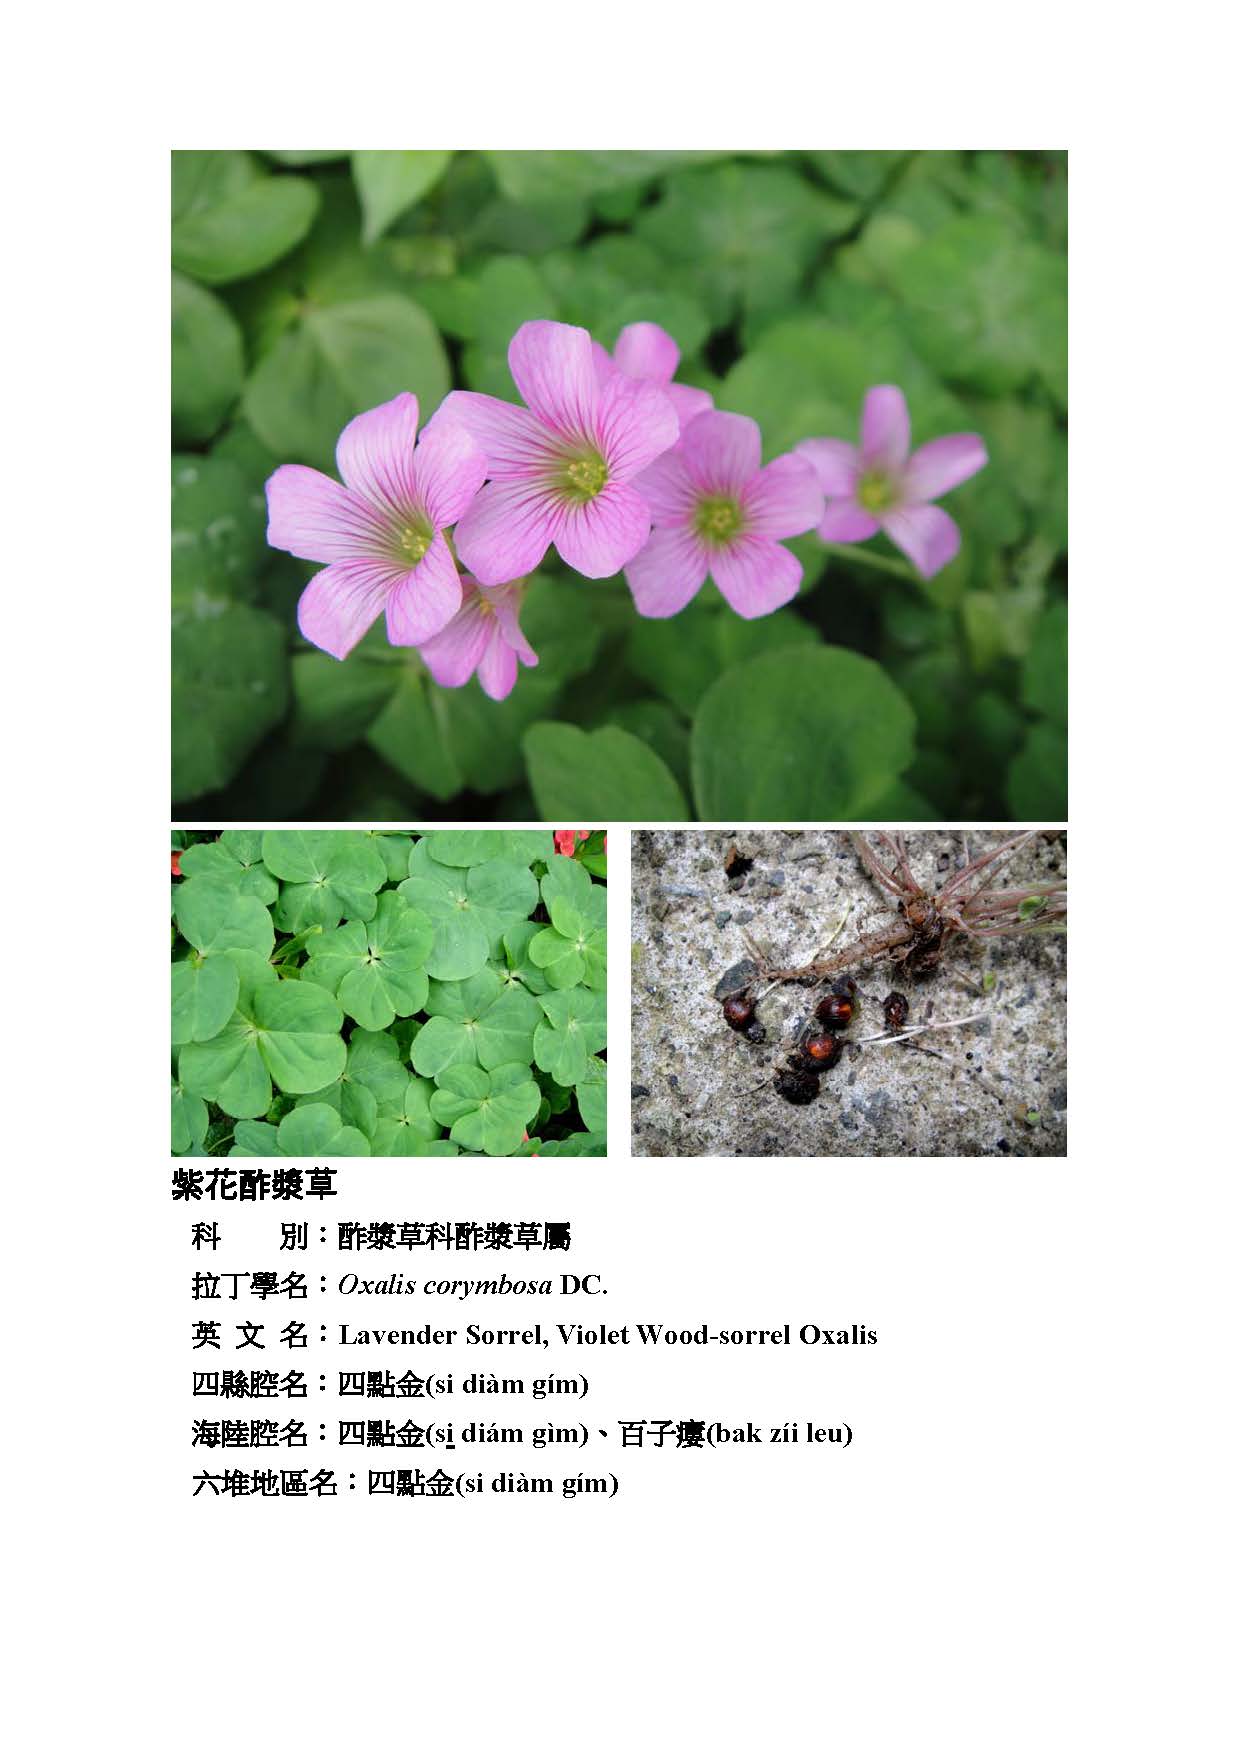 紫花酢漿草
科　　別：酢漿草科酢漿草屬
拉丁學名：Oxalis corymbosa DC.
英 文 名：Lavender Sorrel, Violet Wood-sorrel Oxalis
四縣腔名：四點金(si diàm gím)
海陸腔名：四點金(si diám gìm)、百子𤸁(bak zíi leu)
六堆地區名：四點金(si diàm gím)